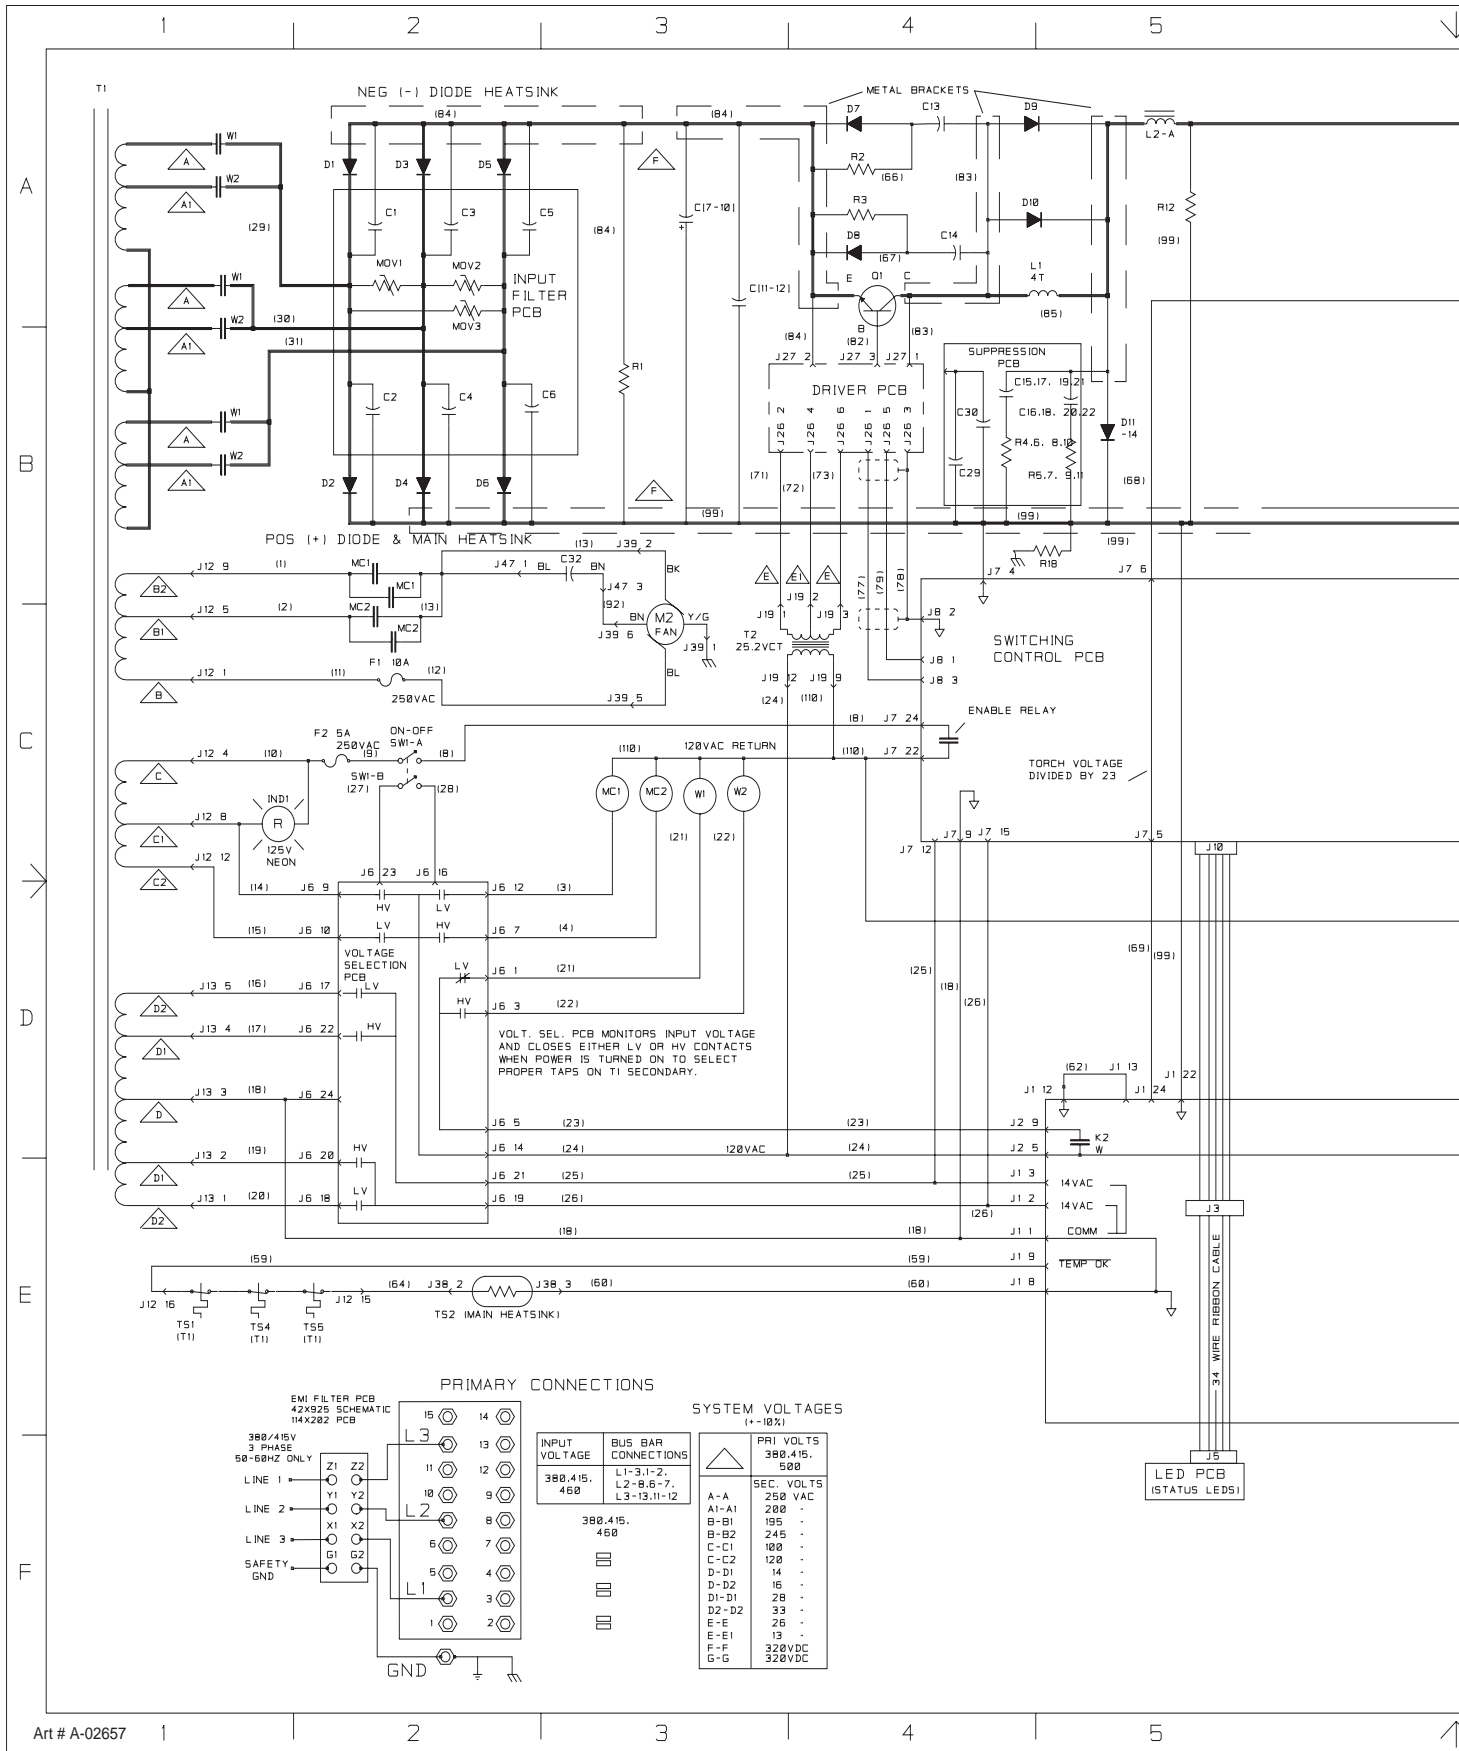 1 2 3 4 5
T1
NEG (-) DIODE HEATSINK
METAL BRACKETS
(84) (84) D7 C13 D9
L2-A
W1
A
W2
A1
(29)
D1 D3 D5
F
R2
(66) (83)
R3
D10
R12
C1 C3 C5
C[7-10]
+
(84)
D8
(67)
C14
(99)
A
MOV1 MOV2
MOV3
INPUT
FILTER
PCB
E Q1 C
B
L1
4T
(85)
C[11-12]
W1
A
W2
A1
(30)
(31)
(84) (82) (83)
J27 2 J27 3 J27 1
DRIVER PCB
J26 2 J26 4 J26 6 J26 1 J26 5 J26 3
SUPPRESSION
PCB
C15.17. 19.21
C30
C16.18. 20.22
R4.6. 8.10
C29
R5.7. 9.11
D11
-14
(68)
R1
C2 C4 C6
W1
A
W2
A1
B
D2 D4 D6
F
(71) (72) (73)
(99) (99) (99)
POS (+) DIODE & MAIN HEATSINK
R18
J12 9 (1) MC1 (13) J39 2
B2
MC1
J47 1 BL C32 BN BK
J47 3
(92)
J12 5 (2) MC2 (13)
B1
MC2
BN M2 Y/G
FAN
J39 6 J39 1
E E1 E
J19 2
J19 1 J19 3
(77) (79) (78)
J7 4 J7 6
J8 2
T2
25.2VCT
SWITCHING
CONTROL PCB
J12 1 (11) F1 10A (12)
B
250VAC
BL
J39 5
J19 12 J19 9
J8 1
J8 3
(24) (110)
C
J12 4 (10) F2 5A
250VAC
(9) ON-OFF
SW1-A
(8)
C
SW1-B
(27) (28)
(8) J7 24
ENABLE RELAY
(110) 120VAC RETURN (110) J7 22
TORCH VOLTAGE
DIVIDED BY 23
MC1 MC2 W1 W2
IND1
R
125V
NEON
J12 8
C1
J12 12
C2
(21) (22)
J7 9 J7 15
J7 12 J7 5
J10
J6 23 J6 16
(14) J6 9 HV LV J6 12 (3)
(15) J6 10 LV HV J6 7 (4)
VOLTAGE
SELECTION
PCB
LV J6 1 (21)
HV J6 3 (22)
(25) (18) (26) (69) (99)
D
J13 5 (16) J6 17 LV
D2
J13 4 (17) J6 22 HV
D1
VOLT. SEL. PCB MONITORS INPUT VOLTAGE
AND CLOSES EITHER LV OR HV CONTACTS
WHEN POWER IS TURNED ON TO SELECT
PROPER TAPS ON T1 SECONDARY.
J13 3 (18) J6 24
D
(62) J1 13
J1 12 J1 24 J1 22
J6 5 (23) (23) J2 9
K2
W
J6 14 (24) 120VAC (24) J2 5
J13 2 (19) J6 20 HV
D1
J6 21 (25) (25) J1 3 14VAC
J13 1 (20) J6 18 LV
D2
J6 19 (26) (26) J1 2 14VAC
(18) (18) J1 1 COMM
J3
(59) (59) J1 9 TEMP OK
E
J12 16 J12 15 (64) J38 2 J38 3 (60) (60) J1 8
TS1
(T1)
TS4
(T1)
TS5
(T1)
TS2 (MAIN HEATSINK)
34 WIRE RIBBON CABLE
PRIMARY CONNECTIONS
EMI FILTER PCB
42X925 SCHEMATIC
114X202 PCB
380/415V
3 PHASE
50-60HZ ONLY
LINE 1 Z1 Z2
LINE 2 Y1 Y2
LINE 3 X1 X2
SAFETY
GND
G1 G2
15 14
L3 13
11 12
10 9
L2 8
6 7
5 4
L1 3
1 2
GND
INPUT
VOLTAGE
BUS BAR
CONNECTIONS
380.415.
460
L1-3.1-2.
L2-8.6-7.
L3-13.11-12
380.415.
460
SYSTEM VOLTAGES
(+-10%)
PRI VOLTS
380.415.
500
SEC. VOLTS
A-A 250 VAC
A1-A1 200 -
B-B1 195 -
B-B2 245 -
C-C1 100 -
C-C2 120 -
D-D1 14 -
D-D2 16 -
D1-D1 28 -
D2-D2 33 -
E-E 26 -
E-E1 13 -
F-F 320VDC
G-G 320VDC
J5
LED PCB
(STATUS LEDS)
F
Art # A-02657
1 2 3 4 5